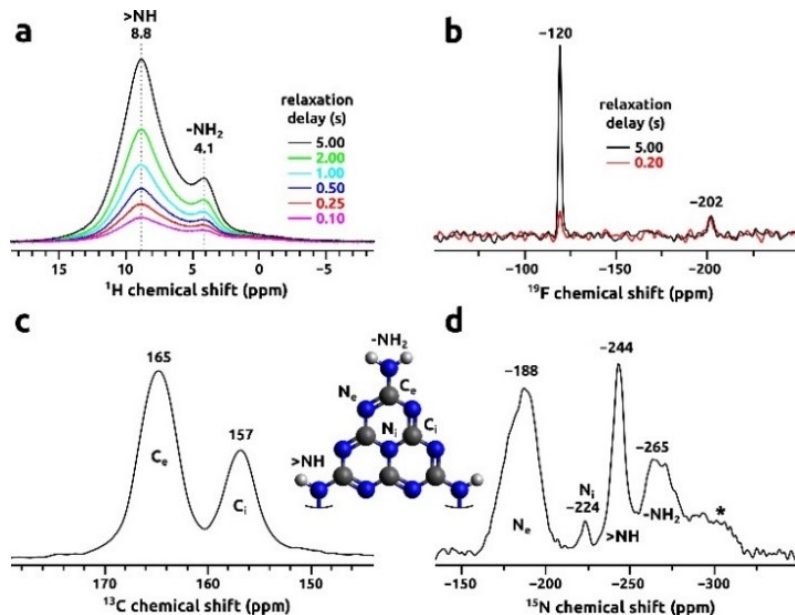 a
>NH
8.8
-NH₂
4.1
relaxation
delay (s)
5.00
2.00
1.00
0.50
0.25
0.10
15 10 5 0 -5
¹H chemical shift (ppm)
b
−120
relaxation
delay (s)
5.00
0.20
−202
-100 -150 -200
¹⁹F chemical shift (ppm)
c
165
157
Cₑ
Cᵢ
170 160 150
¹³C chemical shift (ppm)
-NH₂
Nₑ
Cₑ
Nᵢ
Cᵢ
>NH
d
−188
−244
−265
Nᵢ
−224
*
-NH₂
Nₑ
>NH
-150 -200 -250 -300
¹⁵N chemical shift (ppm)